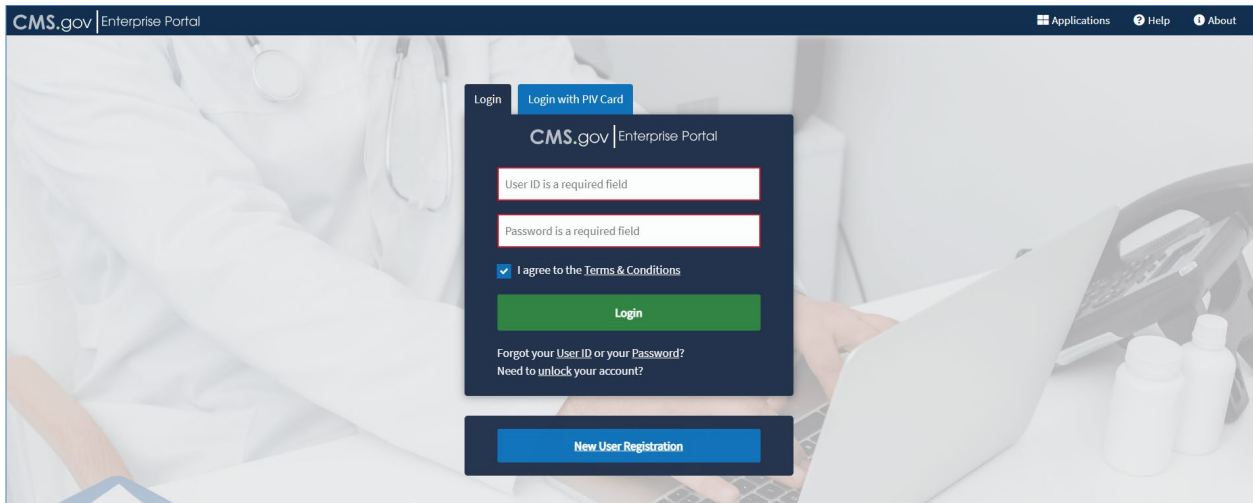 CMS.gov Enterprise Portal
Applications
Help
About
Login
Login with PIV Card
CMS.gov Enterprise Portal
User ID is a required field
Password is a required field
I agree to the Terms & Conditions
Login
Forgot your User ID or your Password?
Need to unlock your account?
New User Registration